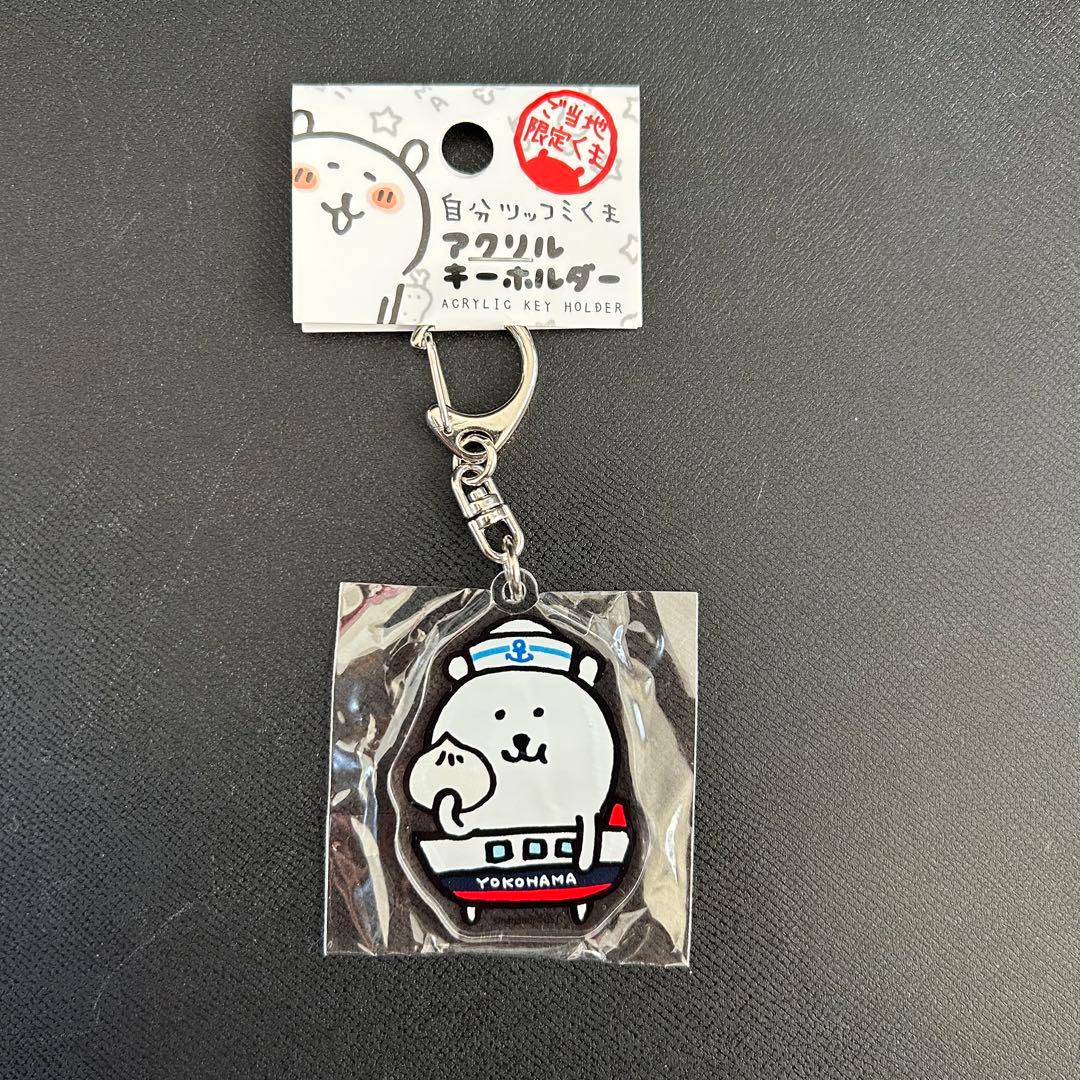 ご当地
限定くま
自分ツッコミくま
アクリル
キーホルダー
ACRYLIC KEY HOLDER
YOKOHAMA